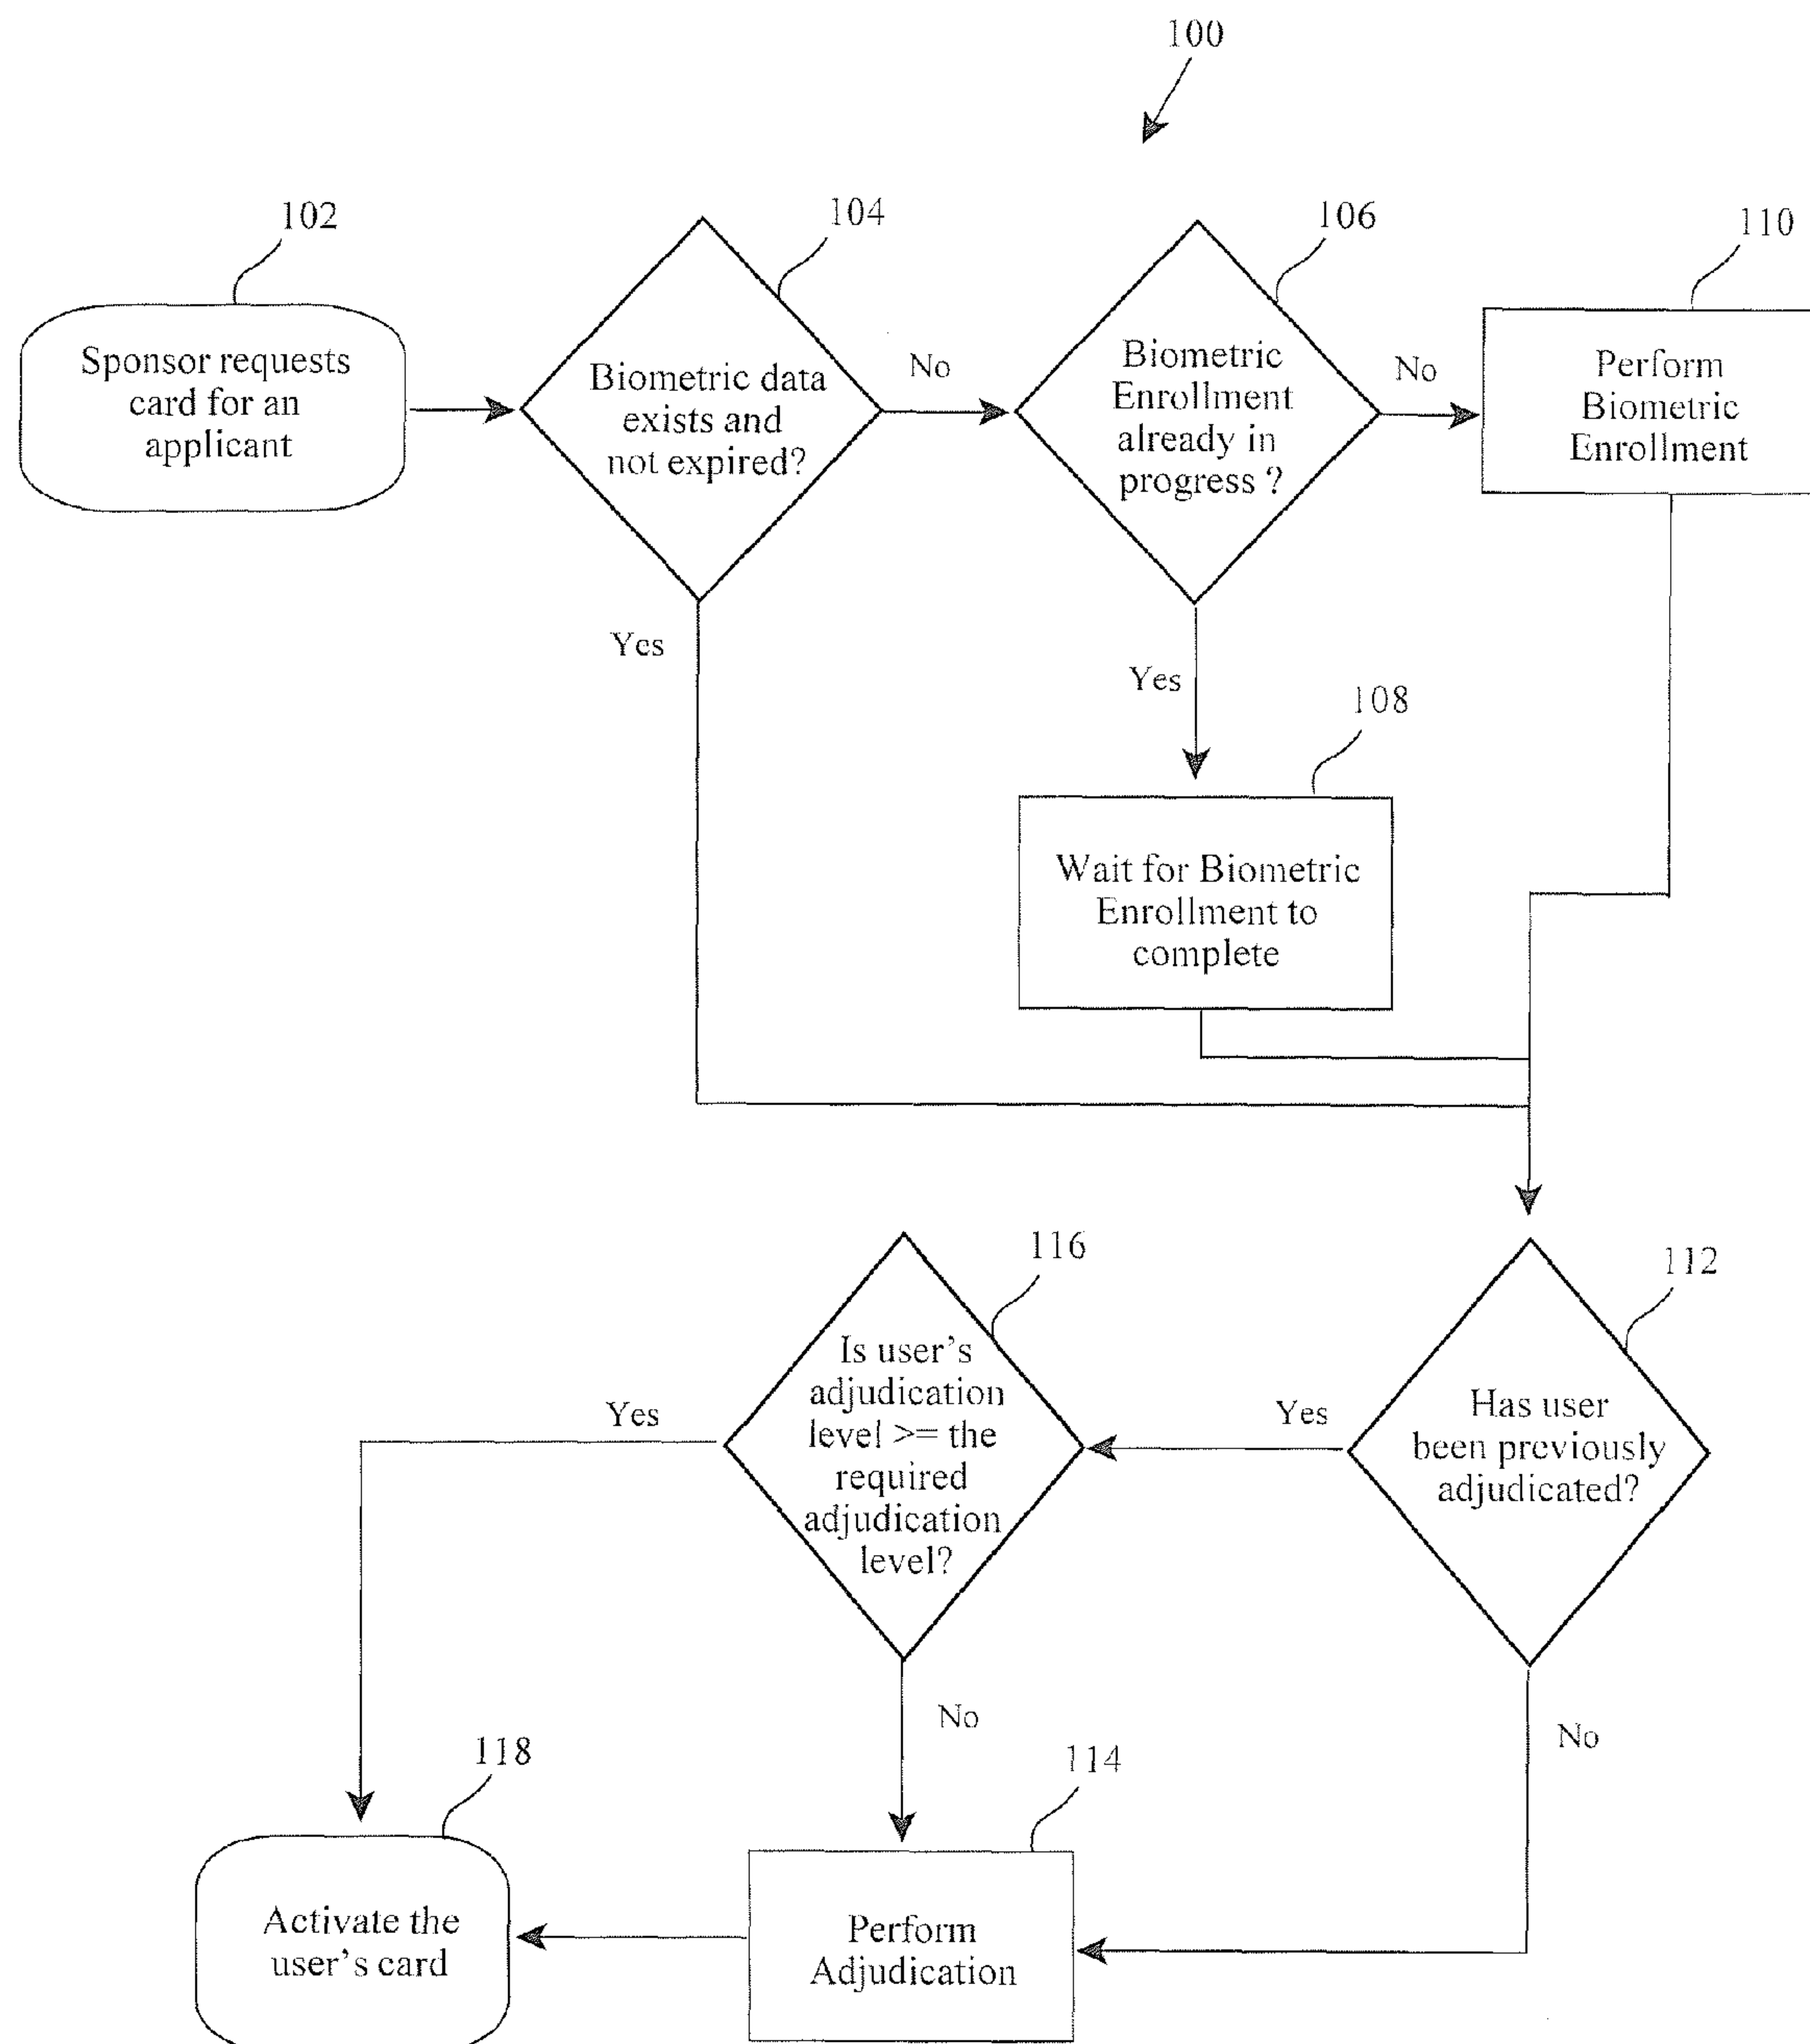 100
102
104
106
110
Sponsor requests
card for an
applicant
Biometric data
exists and
not expired?
No
Biometric
Enrollment
already in
progress ?
No
Perform
Biometric
Enrollment
Yes
Yes
108
Wait for Biometric
Enrollment to
complete
116
112
Is user's
adjudication
level >= the
required
adjudication
level?
Yes
Yes
Has user
been previously
adjudicated?
No
No
118
114
Activate the
user's card
Perform
Adjudication